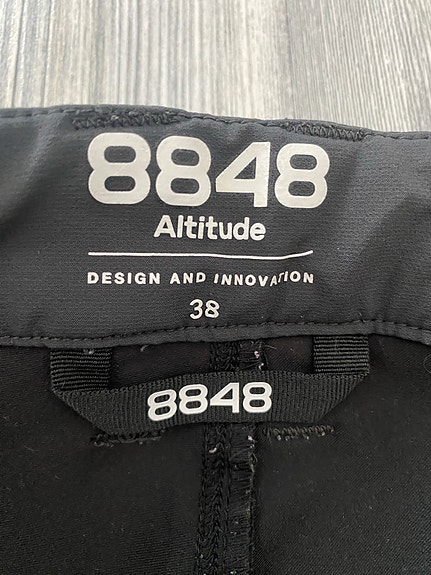 8848
Altitude
DESIGN AND INNOVATION
38
8848